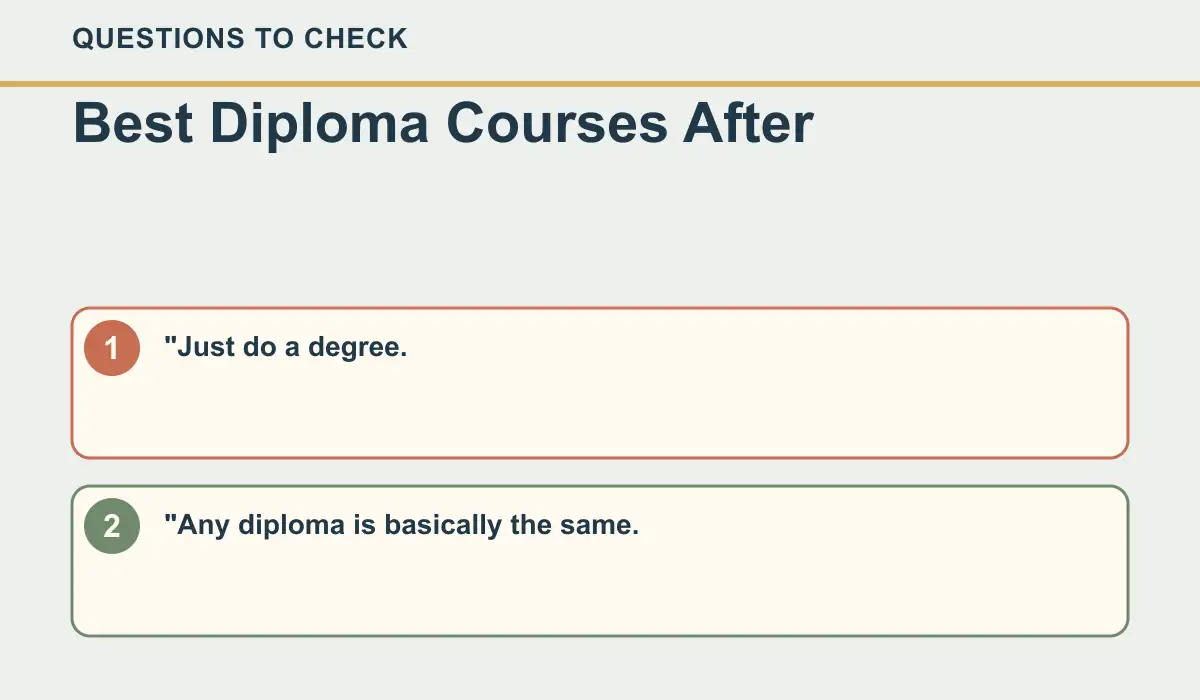 QUESTIONS TO CHECK
Best Diploma Courses After
1
"Just do a degree.
2
"Any diploma is basically the same.